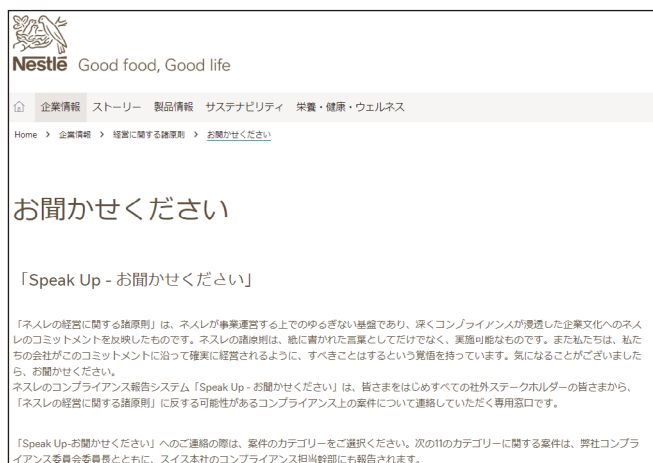 Nestlē Good food, Good life
企業情報 ストーリー 製品情報 サステナビリティ 栄養・健康・ウェルネス
Home > 企業情報 > 経営に関する諸原則 > お聞かせください
お聞かせください
「Speak Up - お聞かせください」
「ネスレの経営に関する諸原則」は、ネスレが事業運営する上でのゆるぎない基盤であり、深くコンプライアンスが浸透した企業文化へのネス
レのコミットメントを反映したものです。ネスレの諸原則は、紙に書かれた言葉としてだけでなく、実施可能なものです。また私たちは、私た
ちの会社がこのコミットメントに沿って確実に経営されるように、すべきことはするという覚悟を持っています。気になることがございました
ら、お聞かせください。
ネスレのコンプライアンス報告システム「Speak Up - お聞かせください」は、皆さまをはじめすべての社外ステークホルダーの皆さまから、
「ネスレの経営に関する諸原則」に反する可能性があるコンプライアンス上の案件について連絡していただく専用窓口です。
「Speak Up-お聞かせください」へのご連絡の際は、案件のカテゴリーをご選択ください。次の11のカテゴリーに関する案件は、弊社コンプラ
イアンス委員会委員長とともに、スイス本社のコンプライアンス担当幹部にも報告されます。